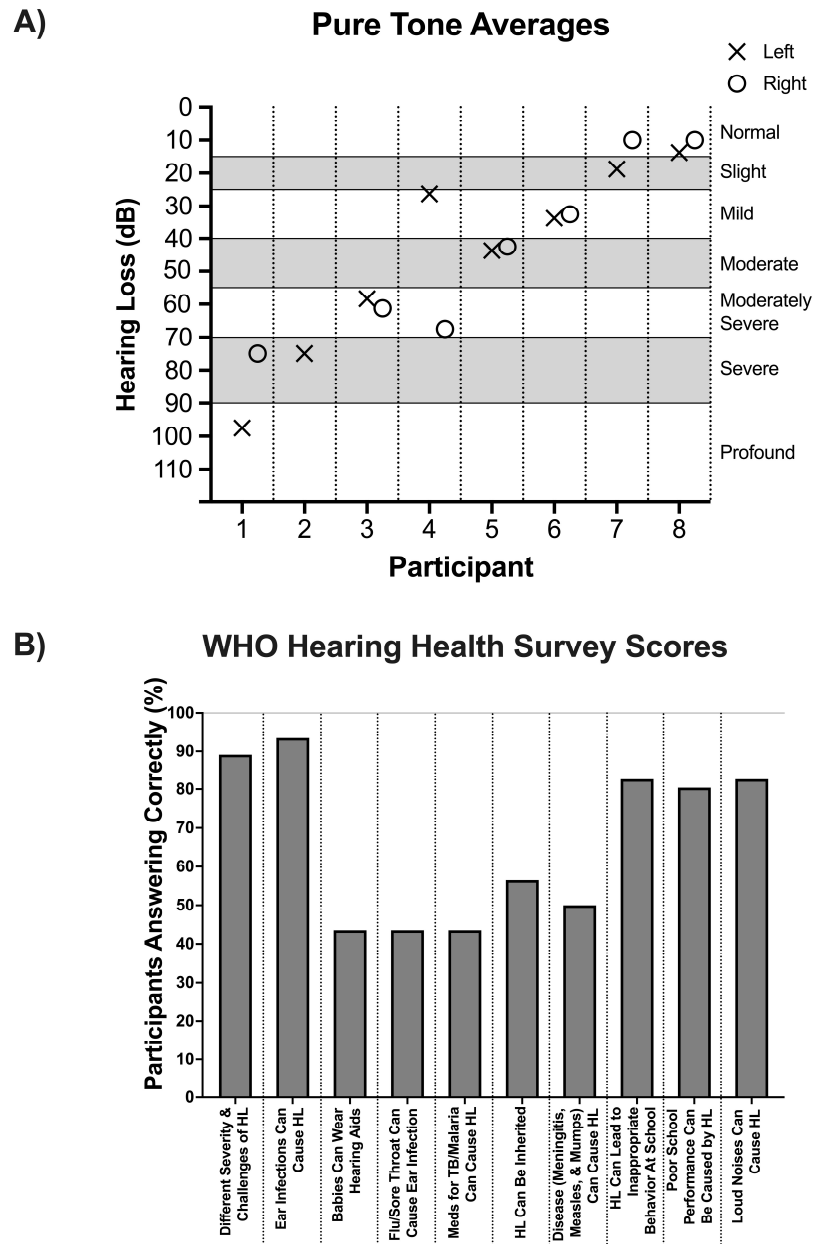 A)
Pure Tone Averages
Left
Right
Hearing Loss (dB)
0
10
20
30
40
50
60
70
80
90
100
110
Normal
Slight
Mild
Moderate
Moderately
Severe
Severe
Profound
1 2 3 4 5 6 7 8
Participant
B)
WHO Hearing Health Survey Scores
Participants Answering Correctly (%)
100
90
80
70
60
50
40
30
20
10
0
Different Severity &
Challenges of HL
Ear Infections Can
Cause HL
Babies Can Wear
Hearing Aids
Flu/Sore Throat Can
Cause Ear Infection
Meds for TB/Malaria
Can Cause HL
HL Can Be Inherited
Disease (Meningitis,
Measles, & Mumps)
Can Cause HL
HL Can Lead to
Inappropriate
Behavior At School
Poor School
Performance Can
Be Caused by HL
Loud Noises Can
Cause HL